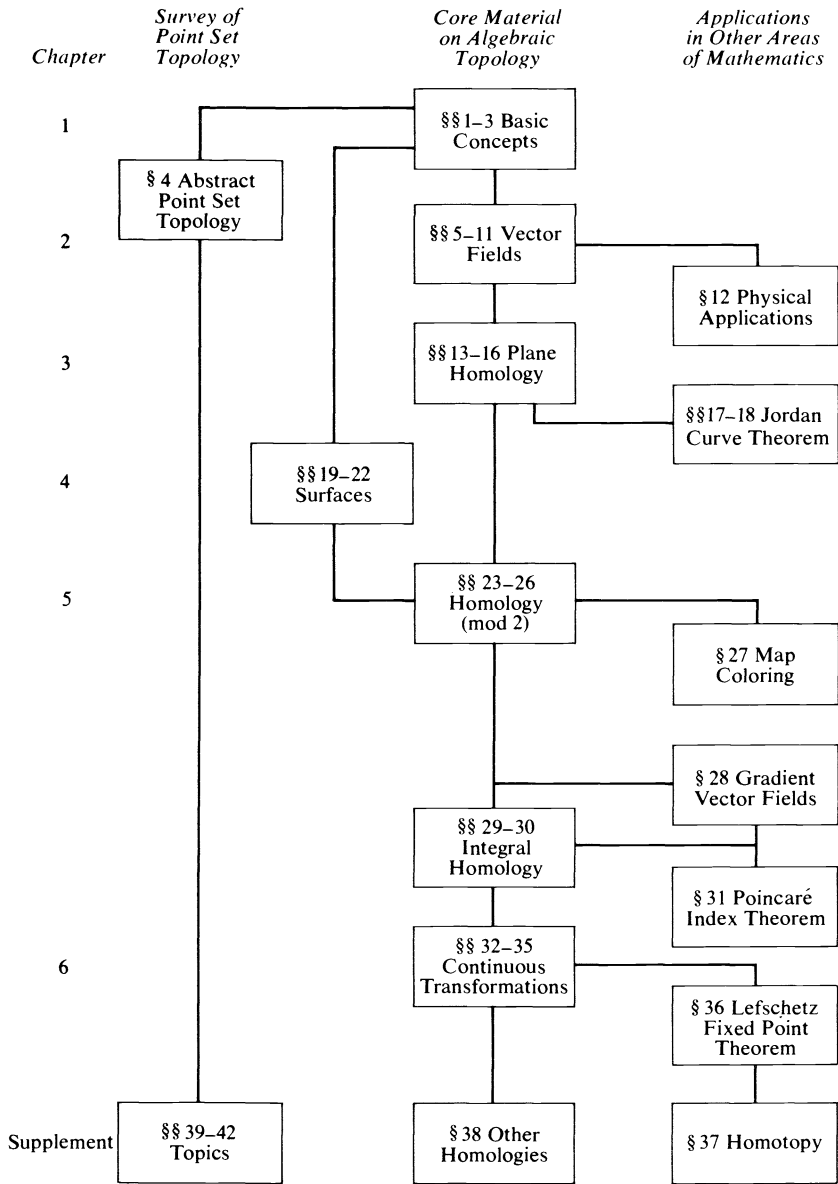 Survey of
Point Set
Topology
Core Material
on Algebraic
Topology
Applications
in Other Areas
of Mathematics
Chapter
1
§§1–3 Basic
Concepts
§4 Abstract
Point Set
Topology
2
§§5–11 Vector
Fields
§12 Physical
Applications
3
§§13–16 Plane
Homology
§§17–18 Jordan
Curve Theorem
4
§§19–22
Surfaces
5
§§ 23–26
Homology
(mod 2)
§27 Map
Coloring
§28 Gradient
Vector Fields
§§ 29–30
Integral
Homology
§31 Poincaré
Index Theorem
6
§§ 32–35
Continuous
Transformations
§36 Lefschetz
Fixed Point
Theorem
Supplement
§§ 39–42
Topics
§38 Other
Homologies
§37 Homotopy